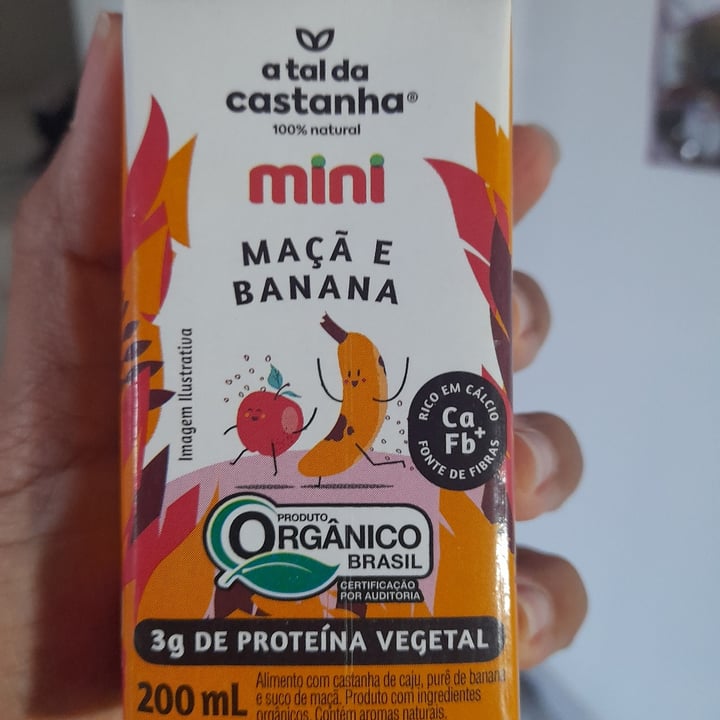 a tal da
castanha®
100% natural
mini
MAÇÃ E
BANANA
Imagem Ilustrativa
RICO EM CÁLCIO
Ca+
Fb
FONTE DE FIBRAS
PRODUTO
ORGÂNICO
BRASIL
CERTIFICAÇÃO
POR AUDITORIA
3g DE PROTEÍNA VEGETAL
200 mL
Alimento com castanha de caju, purê de banana
e suco de maçã. Produto com ingredientes
orgânicos. Contém aromas naturais.